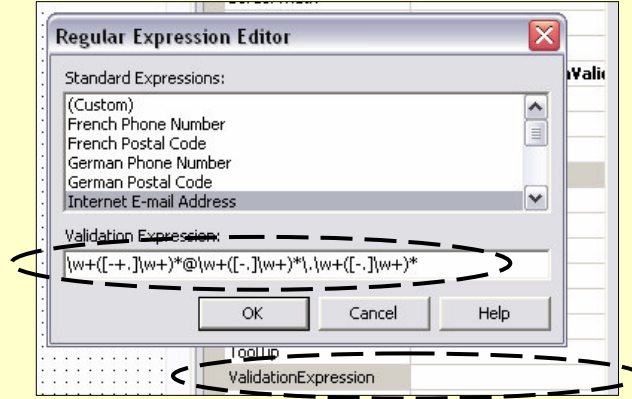 Regular Expression Editor
Standard Expressions:
(Custom)
French Phone Number
French Postal Code
German Phone Number
German Postal Code
Internet E-mail Address
Validation Expression:
\w+([-+.]\w+)*@\w+([-.]\w+)*\.\w+([-.]\w+)*
OK Cancel Help
ToolTip
ValidationExpression